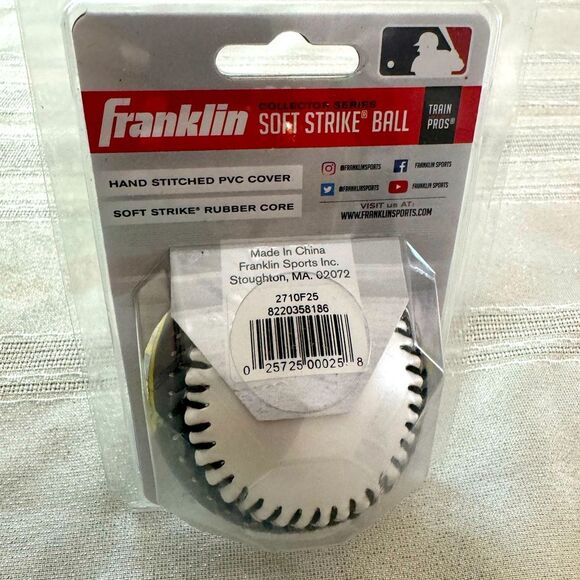 Franklin
COLLECTOR SERIES
SOFT STRIKE® BALL
TRAIN
PROS®
HAND STITCHED PVC COVER
SOFT STRIKE® RUBBER CORE
@FRANKLINSPORTS
FRANKLIN SPORTS
@FRANKLINSPORTS
FRANKLIN SPORTS
VISIT US AT:
WWW.FRANKLINSPORTS.COM
Made In China
Franklin Sports Inc.
Stoughton, MA. 02072
2710F25
8220358186
0 25725 00025 8